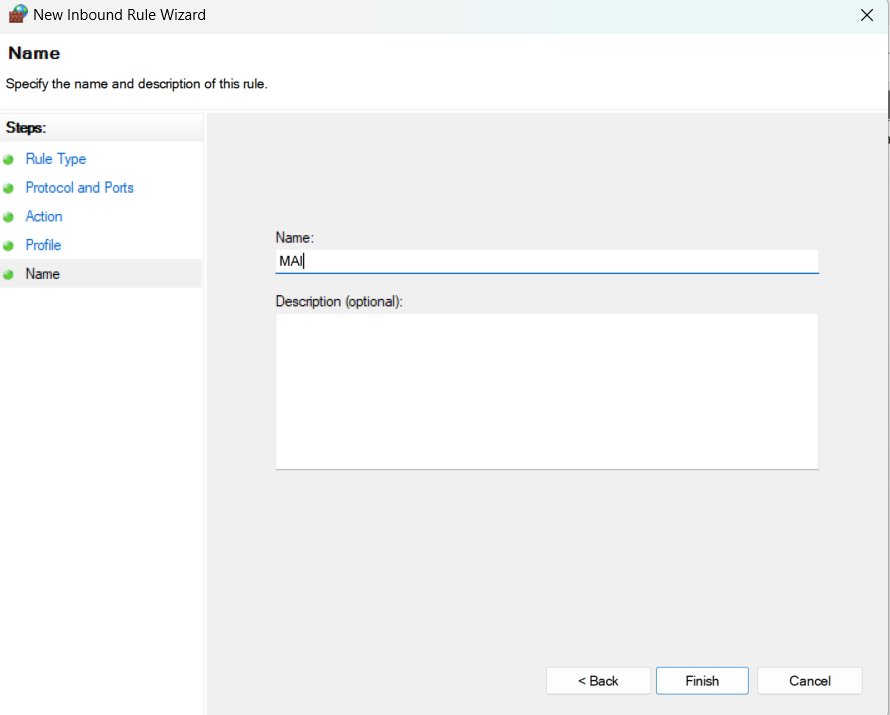 New Inbound Rule Wizard
Name
Specify the name and description of this rule.
Steps:
Rule Type
Protocol and Ports
Action
Profile
Name
Name:
MAI
Description (optional):
< Back
Finish
Cancel